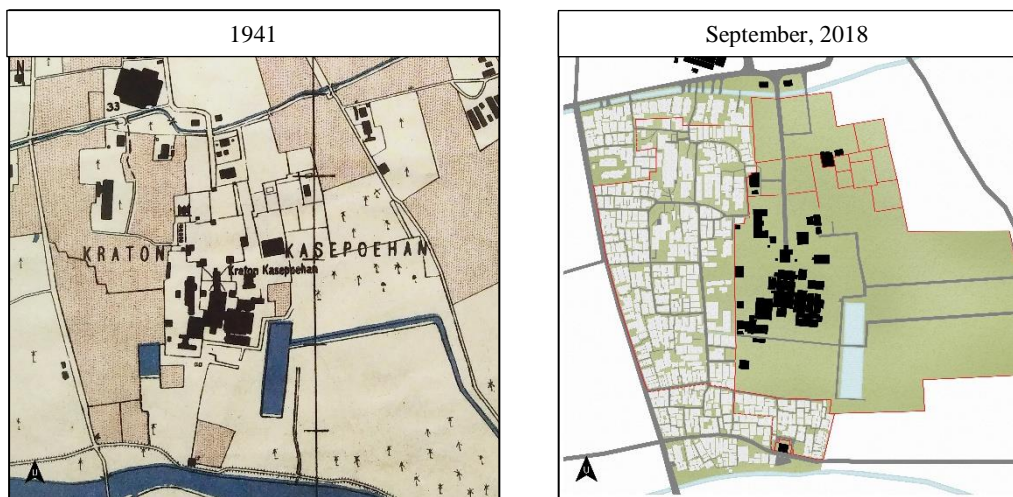 1941
September, 2018
N
33
KRATON KASEPOEHAN
Kraton Kasepoehan
U
U